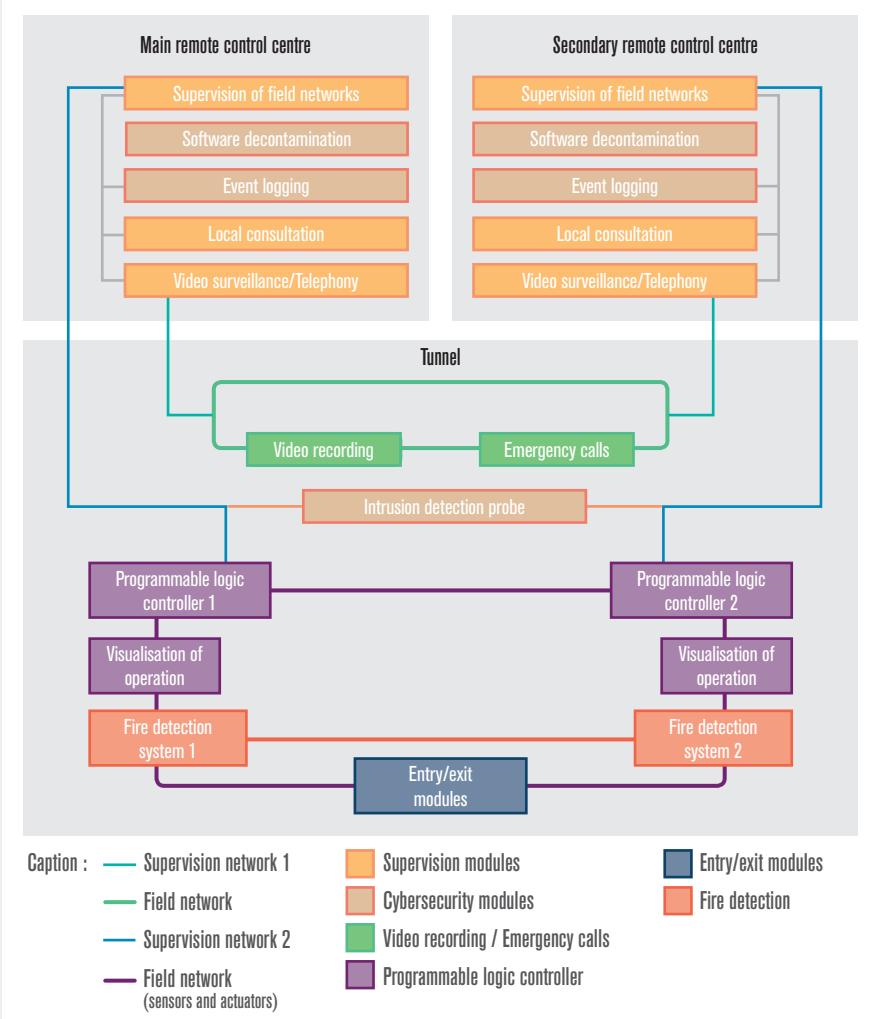 Main remote control centre
Supervision of field networks
Software decontamination
Event logging
Local consultation
Video surveillance/Telephony
Secondary remote control centre
Supervision of field networks
Software decontamination
Event logging
Local consultation
Video surveillance/Telephony
Tunnel
Video recording
Emergency calls
Intrusion detection probe
Programmable logic
controller 1
Programmable logic
controller 2
Visualisation of
operation
Visualisation of
operation
Fire detection
system 1
Fire detection
system 2
Entry/exit
modules
Caption :
Supervision network 1
Field network
Supervision network 2
Field network
(sensors and actuators)
Supervision modules
Cybersecurity modules
Video recording / Emergency calls
Programmable logic controller
Entry/exit modules
Fire detection